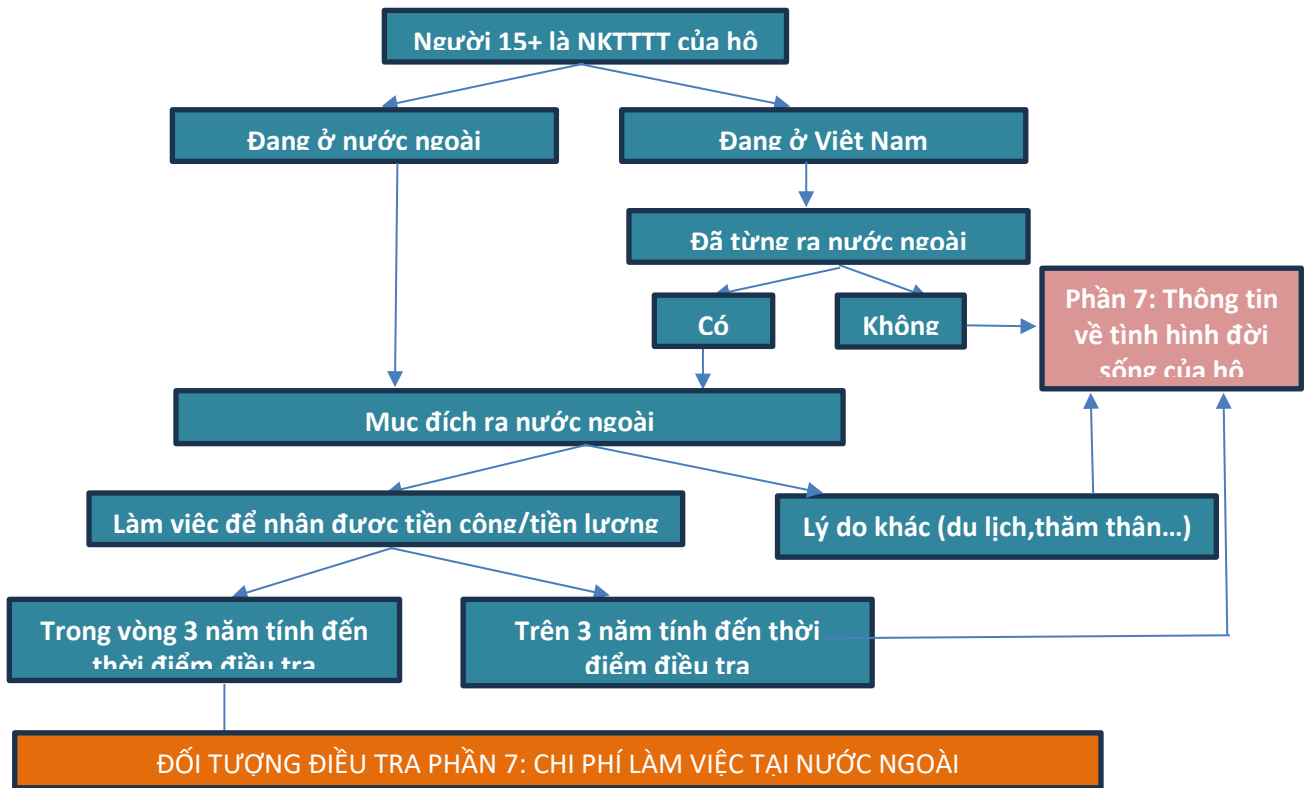 Người 15+ là NKTTTT của hộ
Đang ở nước ngoài
Đang ở Việt Nam
Đã từng ra nước ngoài
Có
Không
Phần 7: Thông tin
về tình hình đời
sống của hộ
Mục đích ra nước ngoài
Làm việc để nhận được tiền công/tiền lương
Lý do khác (du lịch,thăm thân…)
Trong vòng 3 năm tính đến
thời điểm điều tra
Trên 3 năm tính đến thời
điểm điều tra
ĐỐI TƯỢNG ĐIỀU TRA PHẦN 7: CHI PHÍ LÀM VIỆC TẠI NƯỚC NGOÀI